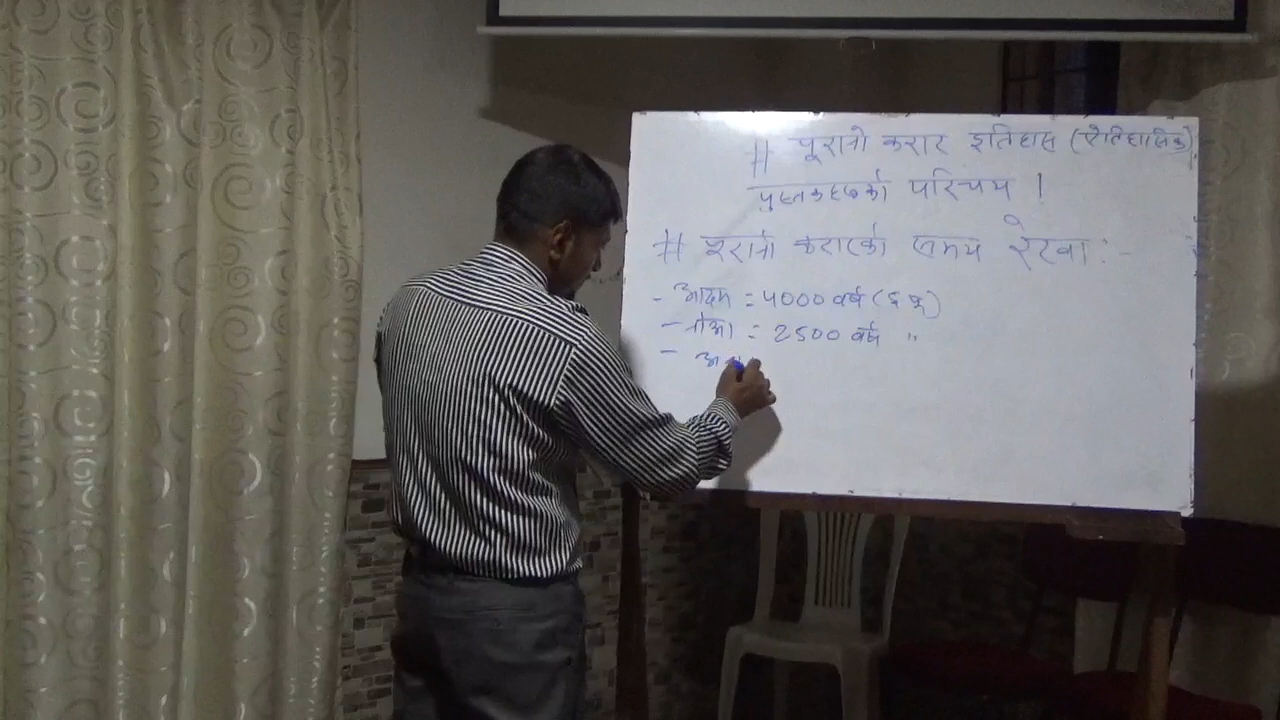 # पूरानो करार इतिहास (ऐतिहासिक)
पुस्तकहरुको परिचय ।
# पूरानो करारको समय रेखा :-
- आदम = 4000 वर्ष (ई पू)
- नोआ = 2500 वर्ष "
- अ